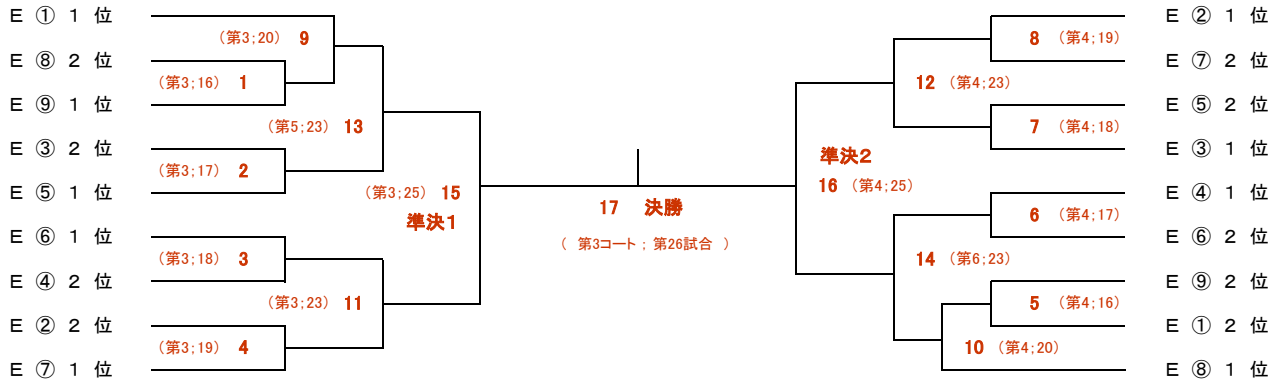 E ① 1 位
E ⑧ 2 位
E ⑨ 1 位
E ③ 2 位
E ⑤ 1 位
E ⑥ 1 位
E ④ 2 位
E ② 2 位
E ⑦ 1 位
(第3;20) 9
(第3;16) 1
(第5;23) 13
(第3;17) 2
(第3;25) 15
準決1
(第3;18) 3
(第3;23) 11
(第3;19) 4
17 決勝
( 第3コート ; 第26試合 )
準決2
16 (第4;25)
8 (第4;19)
12 (第4;23)
7 (第4;18)
6 (第4;17)
14 (第6;23)
5 (第4;16)
10 (第4;20)
E ② 1 位
E ⑦ 2 位
E ⑤ 2 位
E ③ 1 位
E ④ 1 位
E ⑥ 2 位
E ⑨ 2 位
E ① 2 位
E ⑧ 1 位